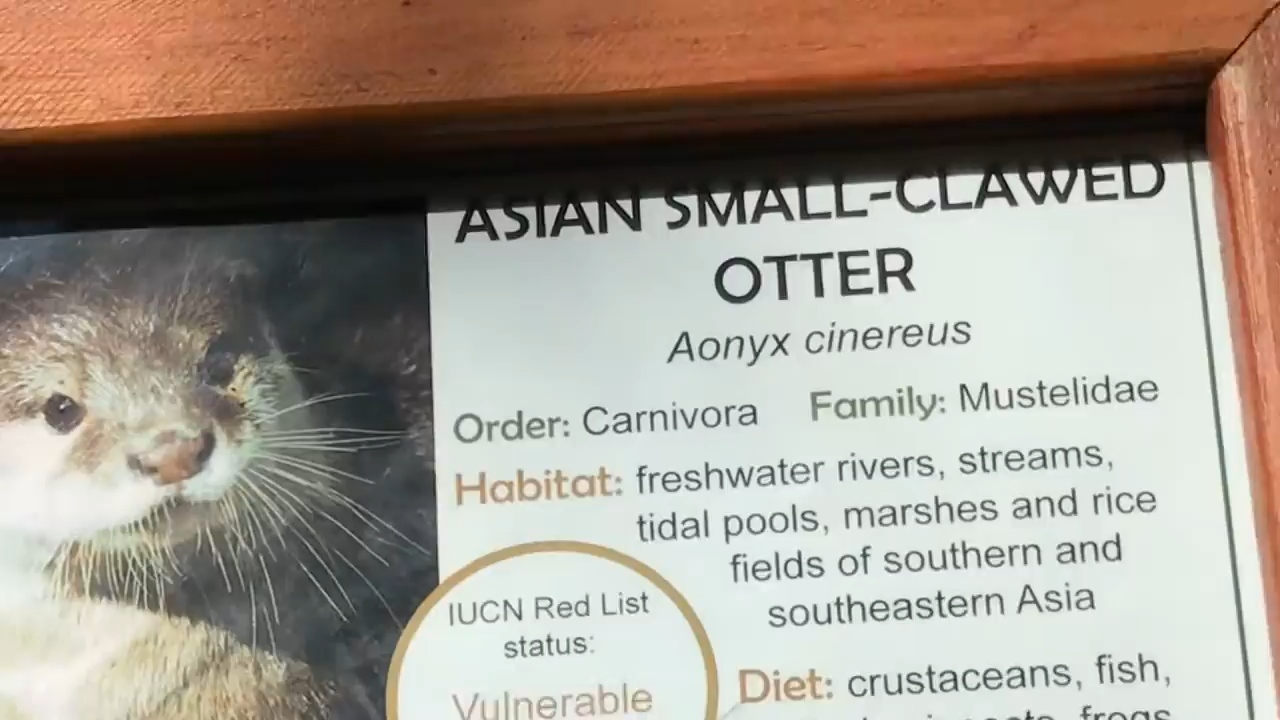 ASIAN SMALL-CLAWED
OTTER
Aonyx cinereus
Order: Carnivora Family: Mustelidae
Habitat: freshwater rivers, streams,
tidal pools, marshes and rice
fields of southern and
southeastern Asia
IUCN Red List
status:
Vulnerable
Diet: crustaceans, fish,
frogs